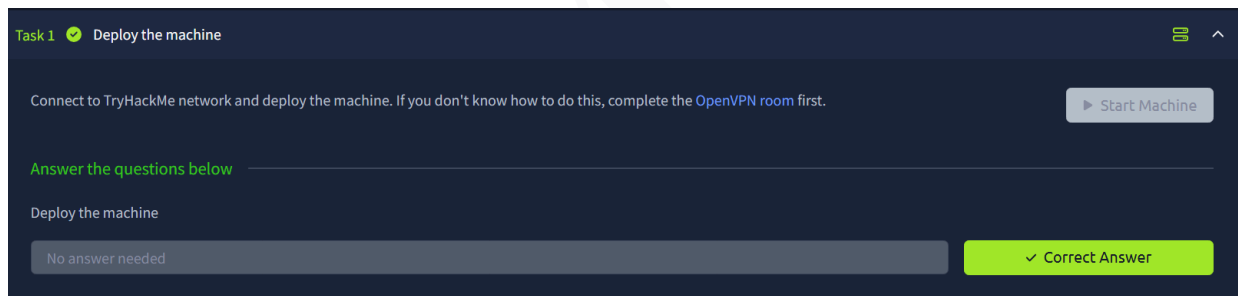 Task 1 Deploy the machine
Connect to TryHackMe network and deploy the machine. If you don't know how to do this, complete the OpenVPN room first.
Start Machine
Answer the questions below
Deploy the machine
No answer needed
Correct Answer